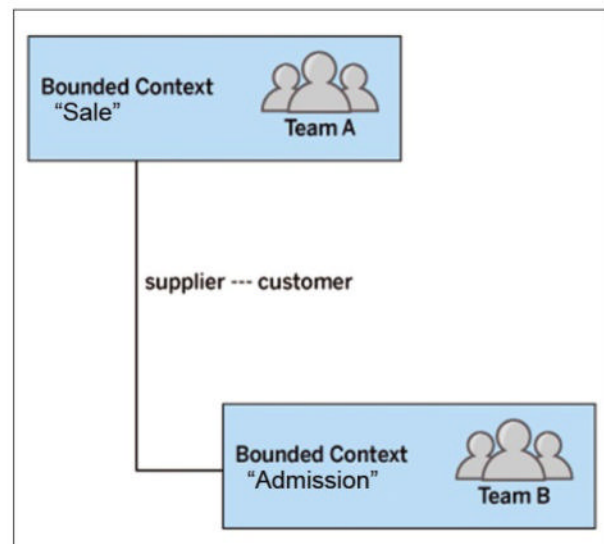 Bounded Context
“Sale”
Team A
supplier --- customer
Bounded Context
“Admission”
Team B